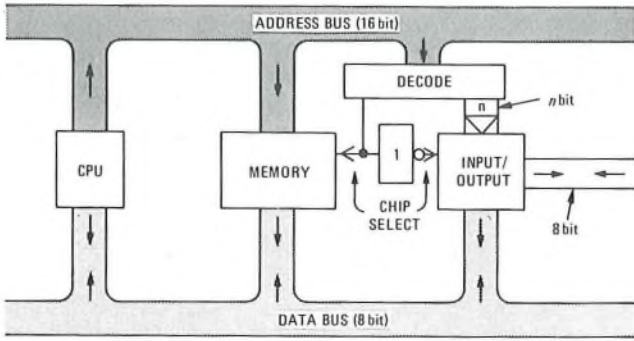 ADDRESS BUS (16 bit)
DECODE
n
n bit
CPU
MEMORY
1
INPUT/
OUTPUT
CHIP
SELECT
8 bit
DATA BUS (8 bit)